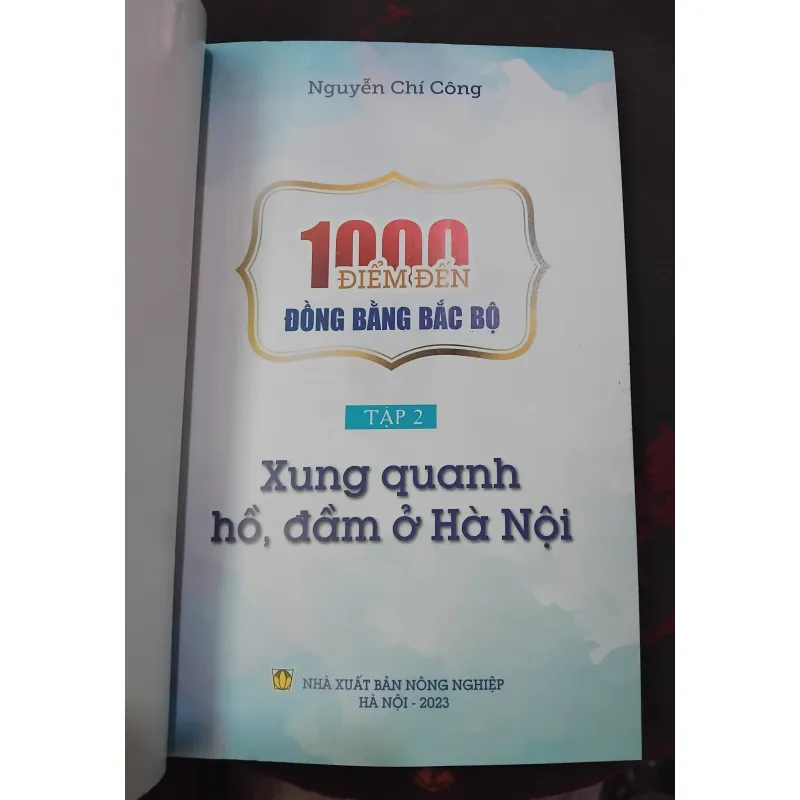 Nguyễn Chí Công
1000
ĐIỂM ĐẾN
ĐỒNG BẰNG BẮC BỘ
TẬP 2
Xung quanh
hồ, đầm ở Hà Nội
NHÀ XUẤT BẢN NÔNG NGHIỆP
HÀ NỘI - 2023